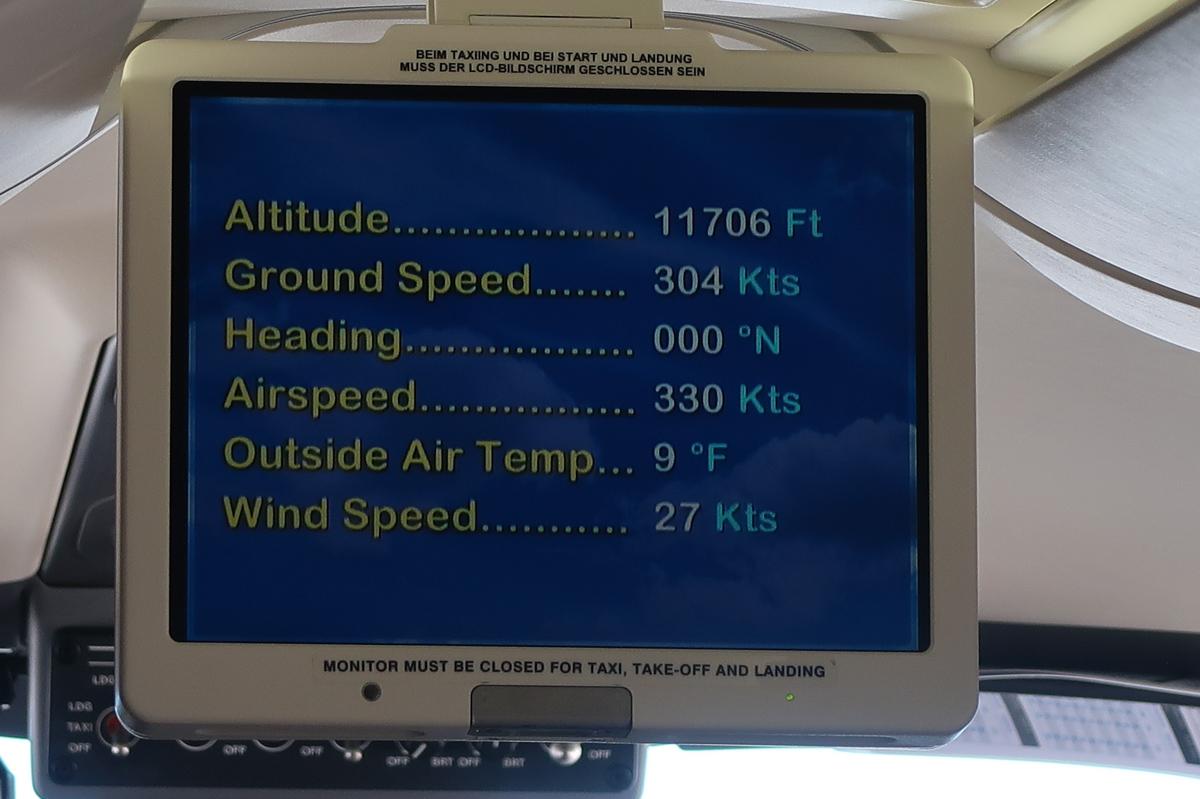 BEIM TAXIING UND BEI START UND LANDUNG
MUSS DER LCD-BILDSCHIRM GESCHLOSSEN SEIN
Altitude.................. 11706 Ft
Ground Speed....... 304 Kts
Heading................. 000 °N
Airspeed................ 330 Kts
Outside Air Temp... 9 °F
Wind Speed........... 27 Kts
MONITOR MUST BE CLOSED FOR TAXI, TAKE-OFF AND LANDING
LDG
LDG
TAXI
OFF
OFF OFF OFF BRT OFF BRT OFF